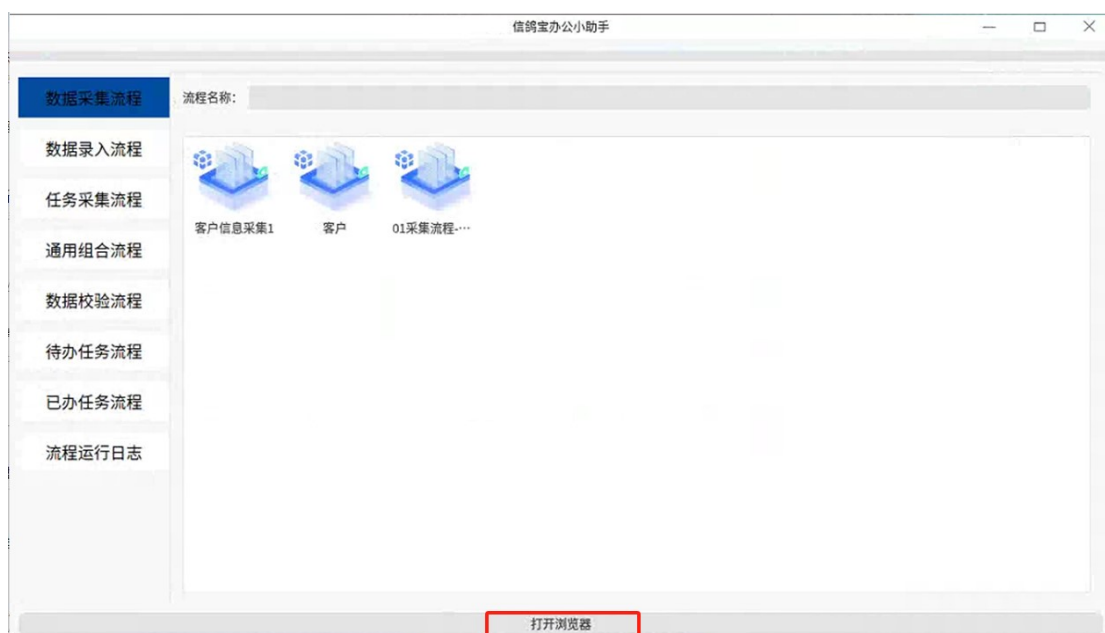 信鸽宝办公小助手
数据采集流程
流程名称：
数据录入流程
任务采集流程
通用组合流程
数据校验流程
待办任务流程
已办任务流程
流程运行日志
客户信息采集1
客户
01采集流程-…
打开浏览器